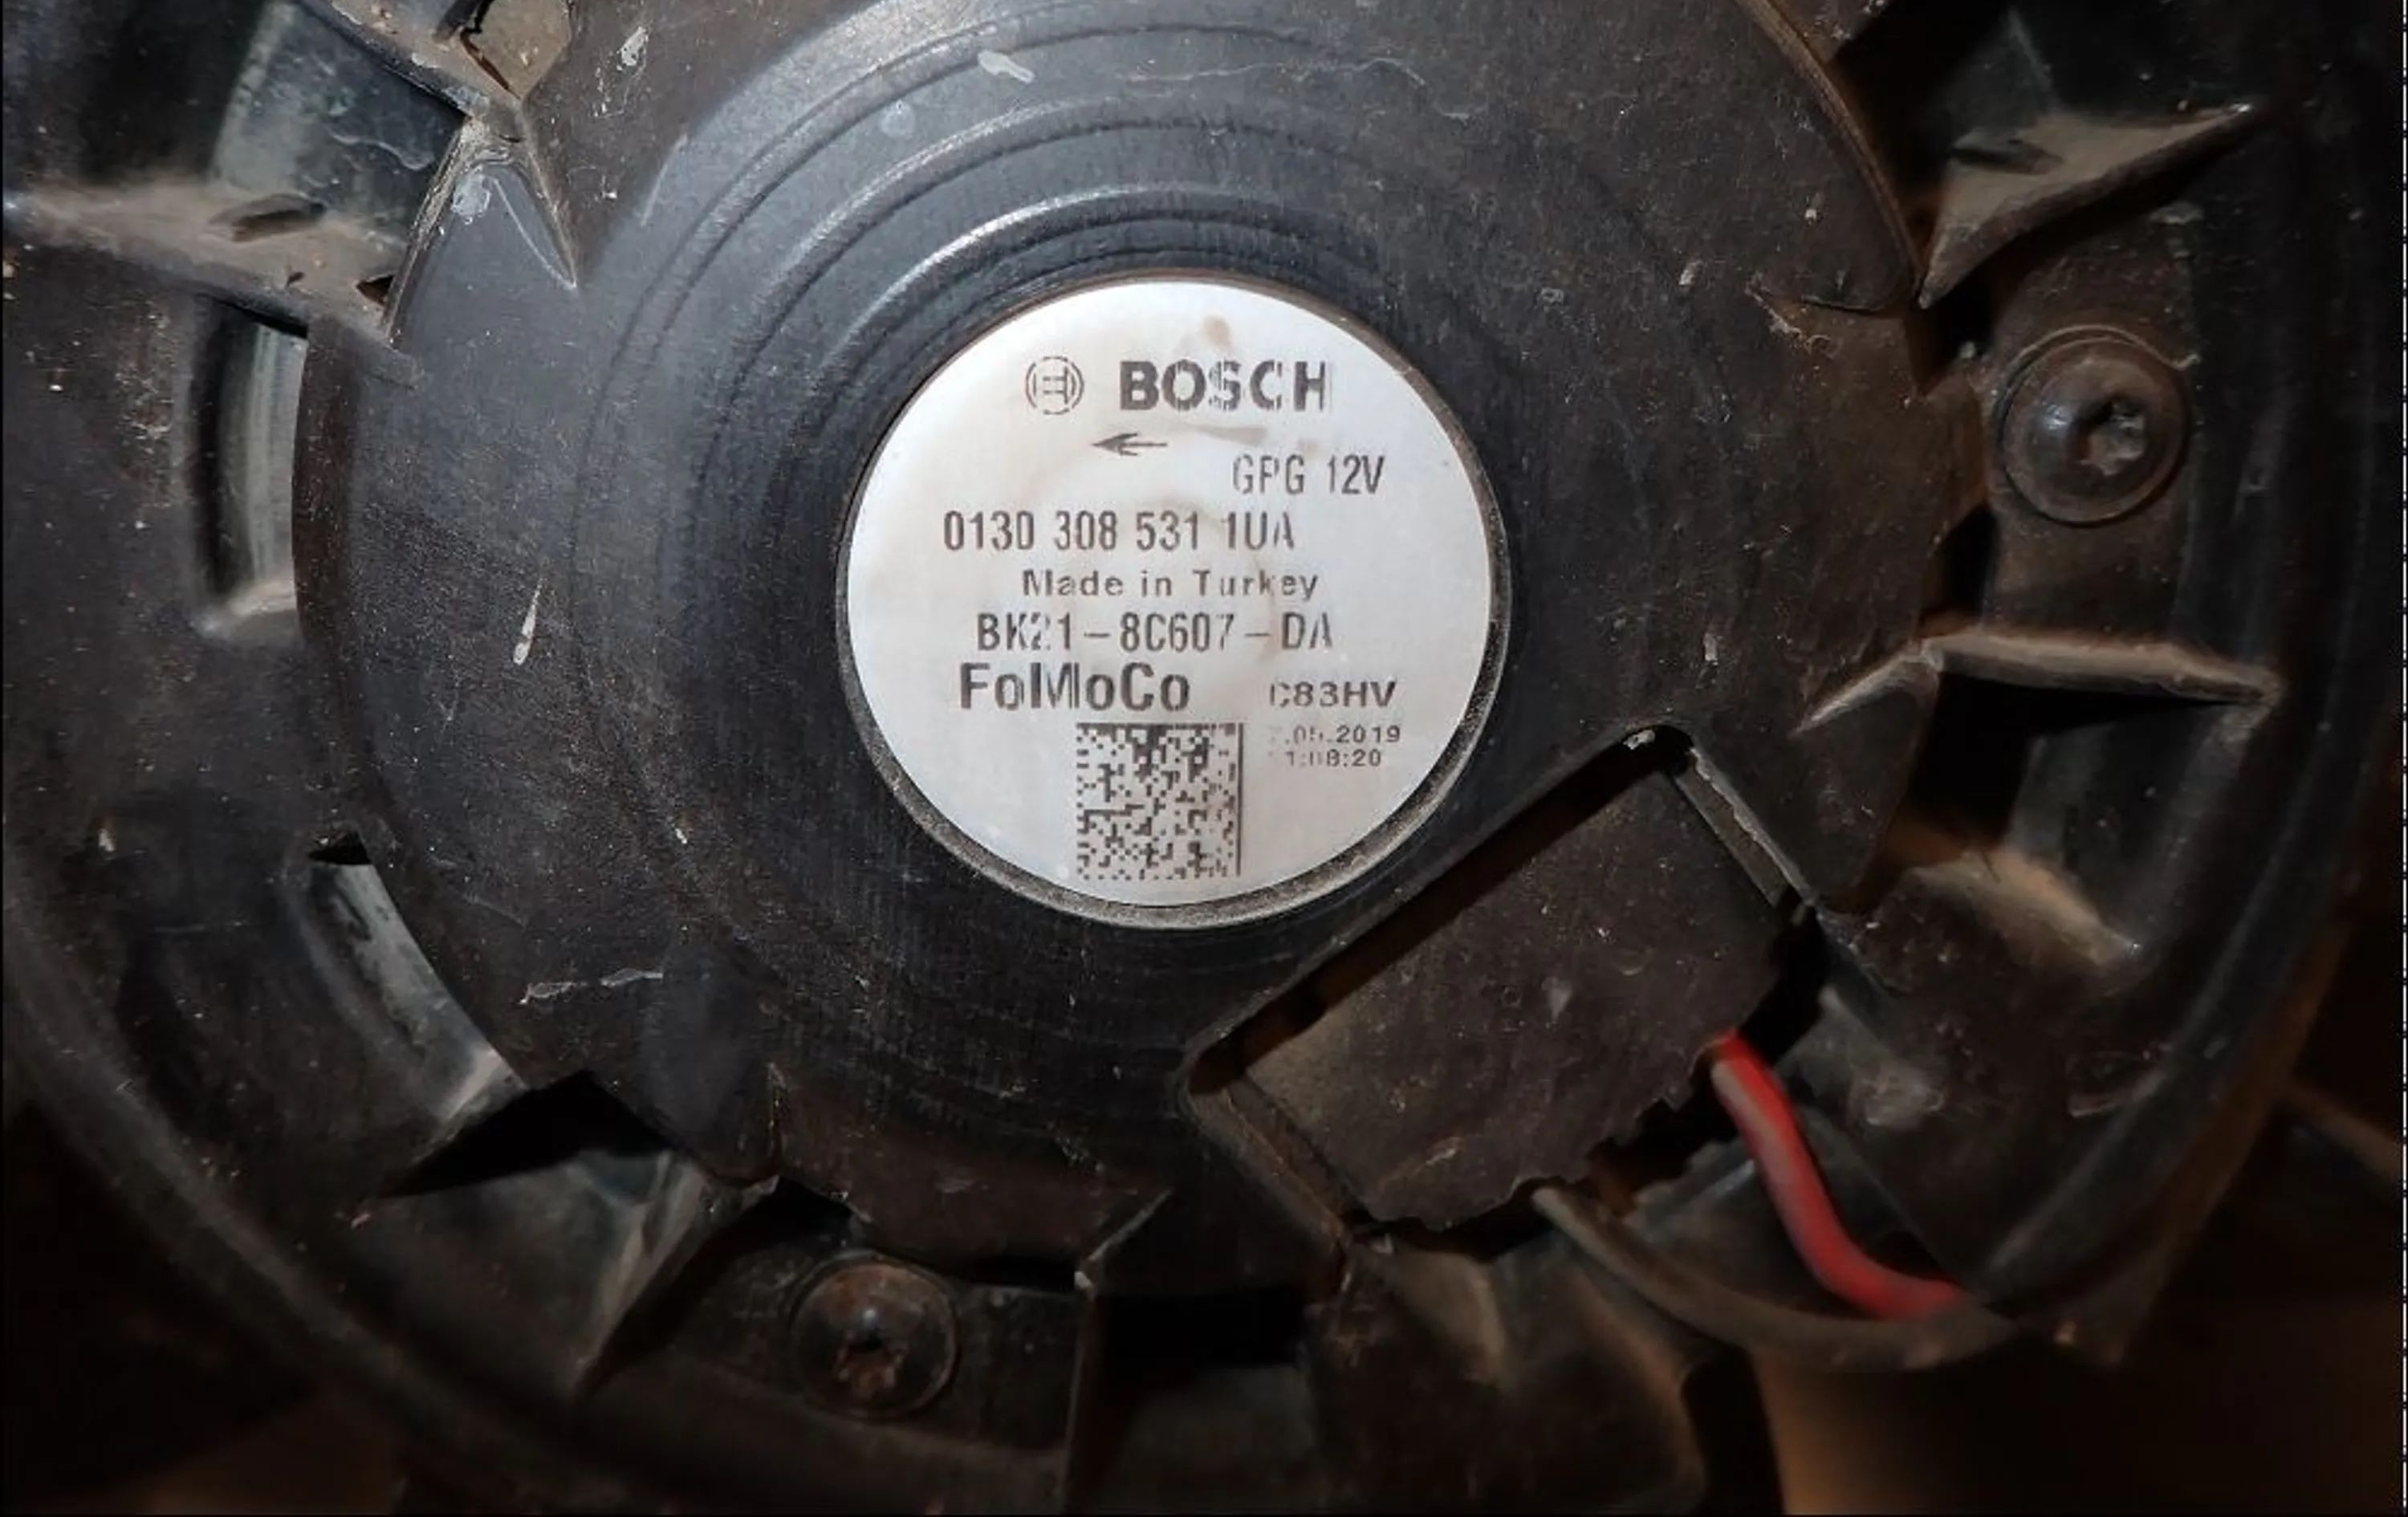 BOSCH
GPG 12V
0130 308 531 1UA
Made in Turkey
BK21-8C607-DA
FoMoCo C83HV